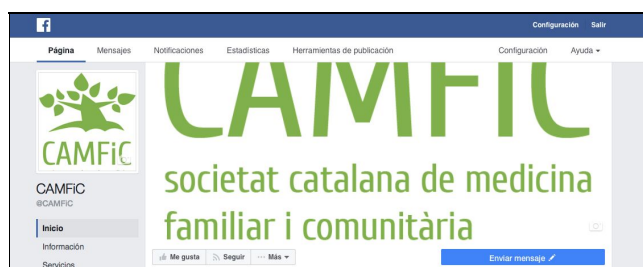 f
Configuración Salir
Página Mensajes Notificaciones Estadísticas Herramientas de publicación Configuración Ayuda
CAMFiC
CAMFiC
societat catalana de medicina
familiar i comunitària
CAMFiC
@CAMFIC
Inicio
Información
Servicios
Me gusta Seguir ··· Más
Enviar mensaje